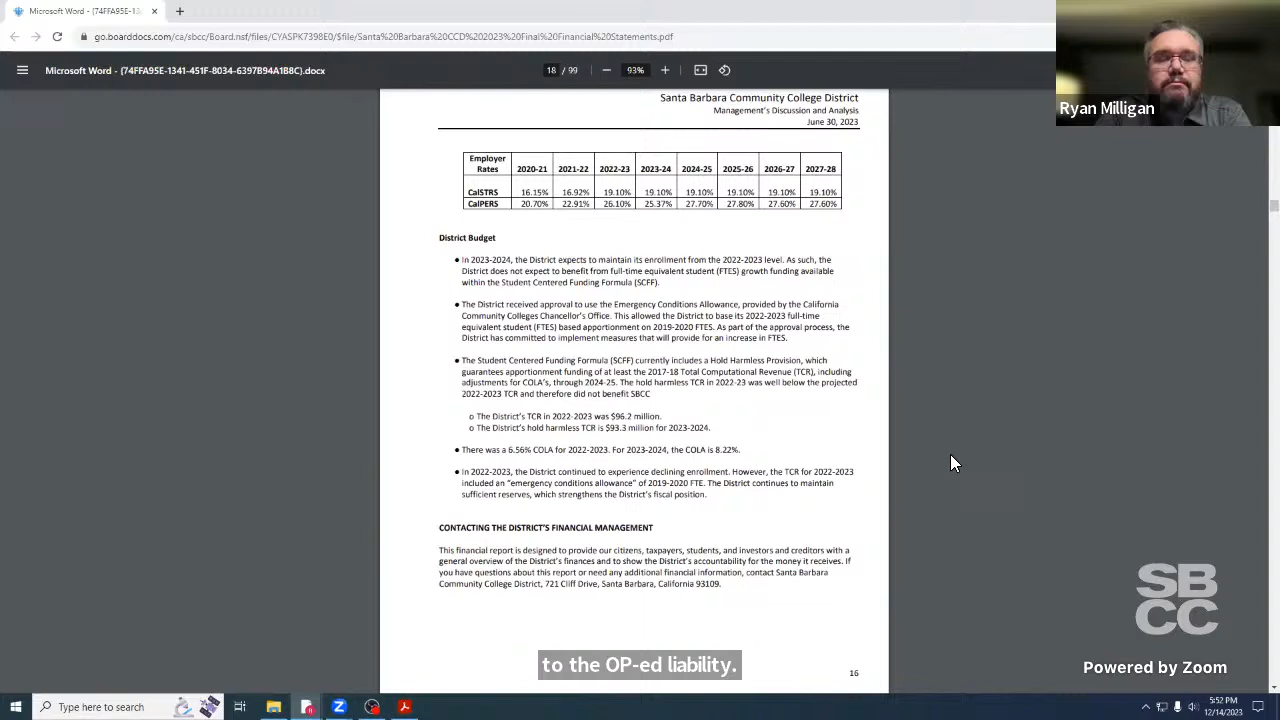 Microsoft Word - (74FFA95E-13
go.boarddocs.com/ca/sbcc/Board.nsf/files/CYASPK7398E0/$file/Santa%20Barbara%20CCD%202023%20Final%20Financial%20Statements.pdf
Microsoft Word - (74FFA95E-1341-451F-8034-6397B94A1B8C).docx
18 / 99
93%
Ryan Milligan
Santa Barbara Community College District
Management's Discussion and Analysis
June 30, 2023
Employer Rates 2020-21 2021-22 2022-23 2023-24 2024-25 2025-26 2026-27 2027-28
CalSTRS 16.15% 16.92% 19.10% 19.10% 19.10% 19.10% 19.10% 19.10%
CalPERS 20.70% 22.91% 26.10% 25.37% 27.70% 27.80% 27.60% 27.60%
District Budget
● In 2023-2024, the District expects to maintain its enrollment from the 2022-2023 level. As such, the
District does not expect to benefit from full-time equivalent student (FTES) growth funding available
within the Student Centered Funding Formula (SCFF).
● The District received approval to use the Emergency Conditions Allowance, provided by the California
Community Colleges Chancellor's Office. This allowed the District to base its 2022-2023 full-time
equivalent student (FTES) based apportionment on 2019-2020 FTES. As part of the approval process, the
District has committed to implement measures that will provide for an increase in FTES.
● The Student Centered Funding Formula (SCFF) currently includes a Hold Harmless Provision, which
guarantees apportionment funding of at least the 2017-18 Total Computational Revenue (TCR), including
adjustments for COLA's, through 2024-25. The hold harmless TCR in 2022-23 was well below the projected
2022-2023 TCR and therefore did not benefit SBCC
o The District's TCR in 2022-2023 was $96.2 million.
o The District's hold harmless TCR is $93.3 million for 2023-2024.
● There was a 6.56% COLA for 2022-2023. For 2023-2024, the COLA is 8.22%.
● In 2022-2023, the District continued to experience declining enrollment. However, the TCR for 2022-2023
included an "emergency conditions allowance" of 2019-2020 FTE. The District continues to maintain
sufficient reserves, which strengthens the District's fiscal position.
CONTACTING THE DISTRICT'S FINANCIAL MANAGEMENT
This financial report is designed to provide our citizens, taxpayers, students, and investors and creditors with a
general overview of the District's finances and to show the District's accountability for the money it receives. If
you have questions about this report or need any additional financial information, contact Santa Barbara
Community College District, 721 Cliff Drive, Santa Barbara, California 93109.
16
to the OP-ed liability.
SB
CC
Powered by Zoom
Type here to search
5:52 PM
12/14/2023